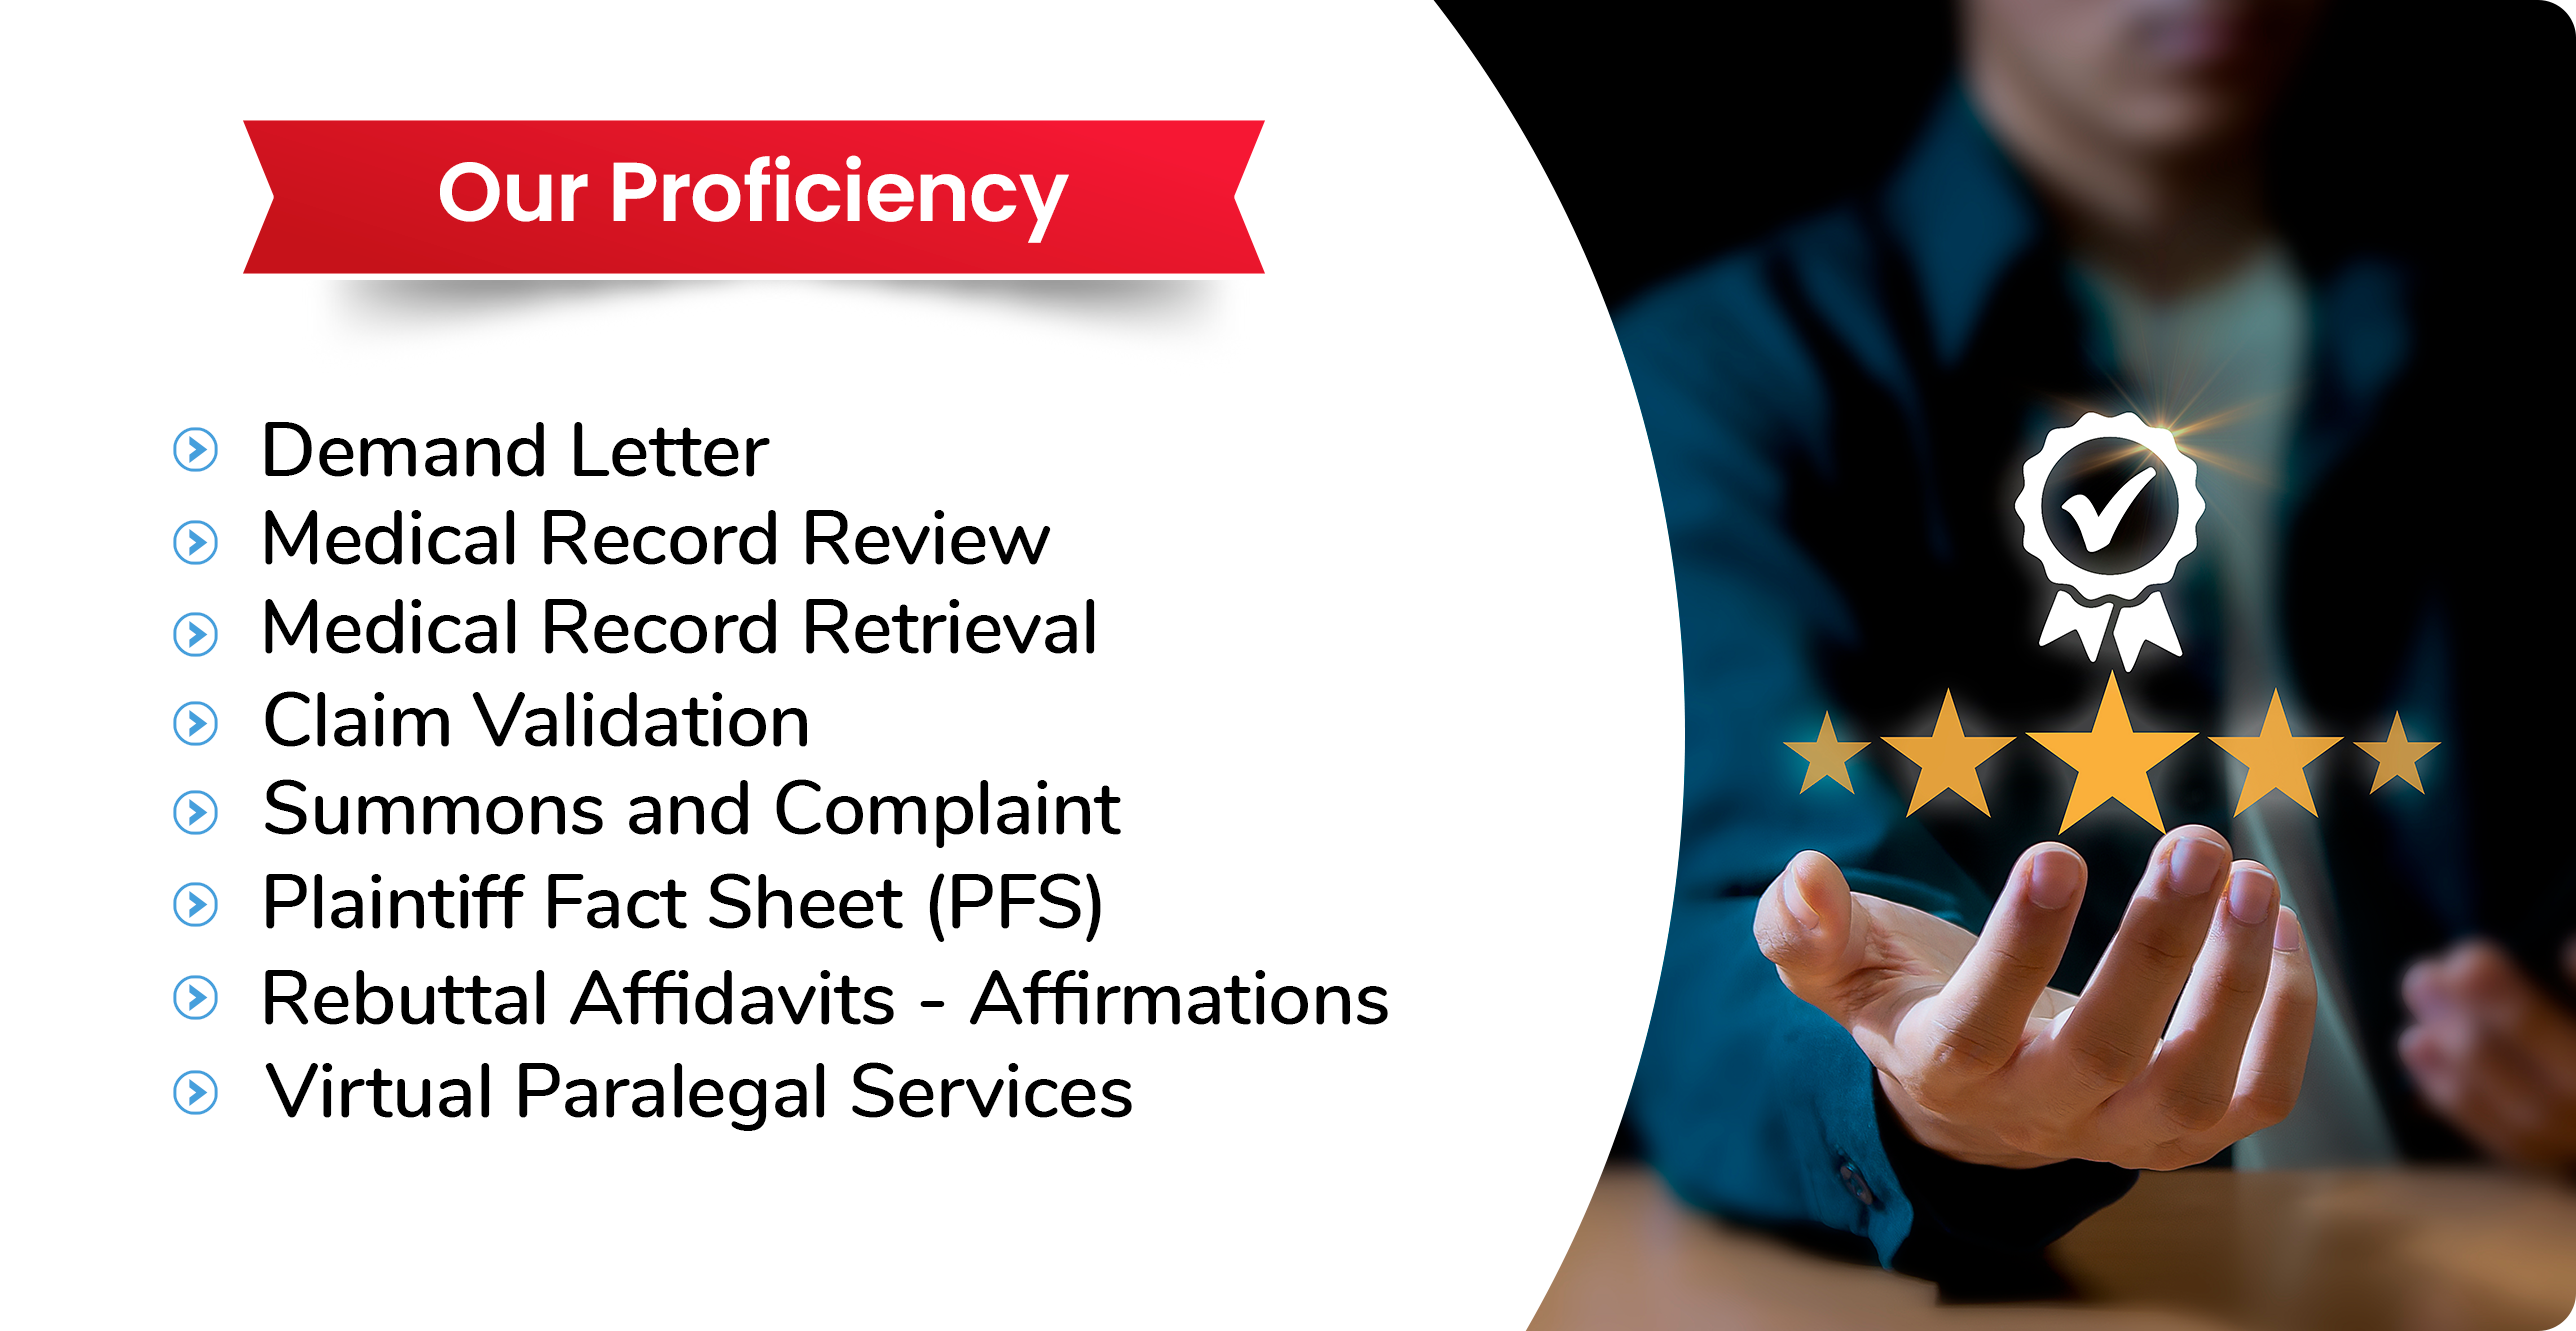 Our Proficiency
Demand Letter
Medical Record Review
Medical Record Retrieval
Claim Validation
Summons and Complaint
Plaintiff Fact Sheet (PFS)
Rebuttal Affidavits - Affirmations
Virtual Paralegal Services